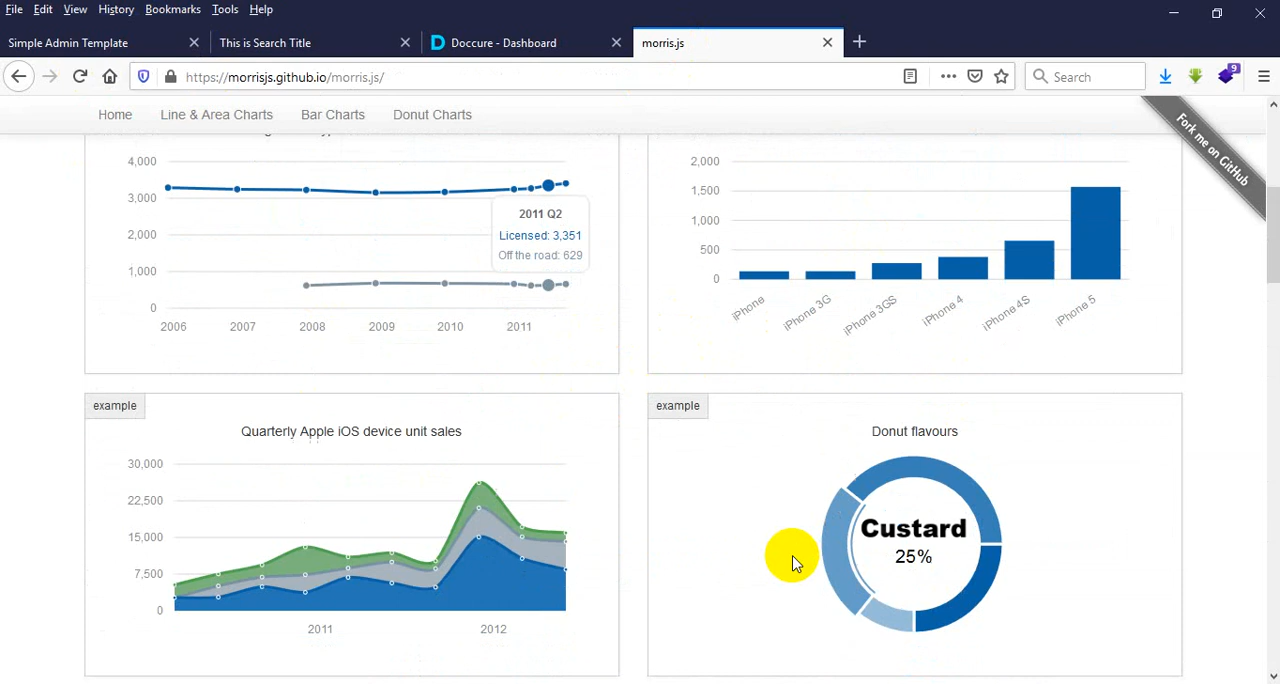 File Edit View History Bookmarks Tools Help
Simple Admin Template
This is Search Title
Doccure - Dashboard
morris.js
https://morrisjs.github.io/morris.js/
Search
9
Home Line & Area Charts Bar Charts Donut Charts
Fork me on GitHub
4,000
3,000
2,000
1,000
0
2006 2007 2008 2009 2010 2011
2011 Q2
Licensed: 3,351
Off the road: 629
2,000
1,500
1,000
500
0
iPhone iPhone 3G iPhone 3GS iPhone 4 iPhone 4S iPhone 5
example
Quarterly Apple iOS device unit sales
30,000
22,500
15,000
7,500
0
2011 2012
example
Donut flavours
Custard
25%